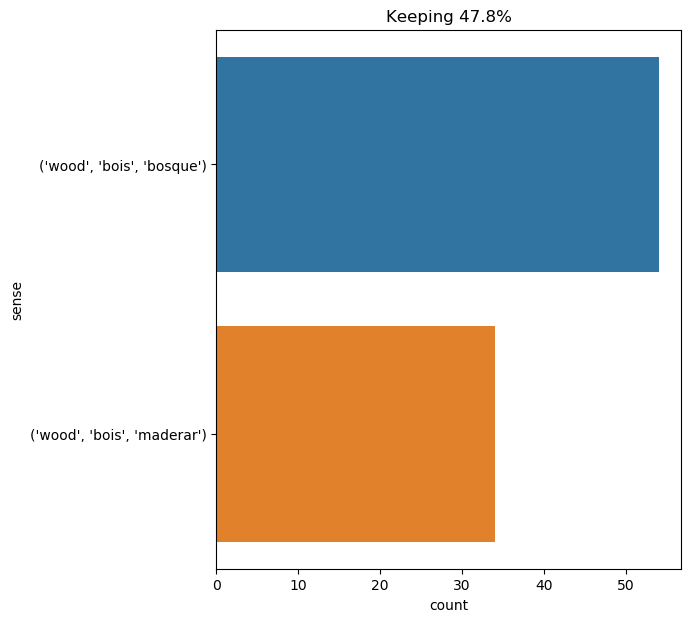 Keeping 47.8%
('wood', 'bois', 'bosque')
sense
('wood', 'bois', 'maderar')
0 10 20 30 40 50
count